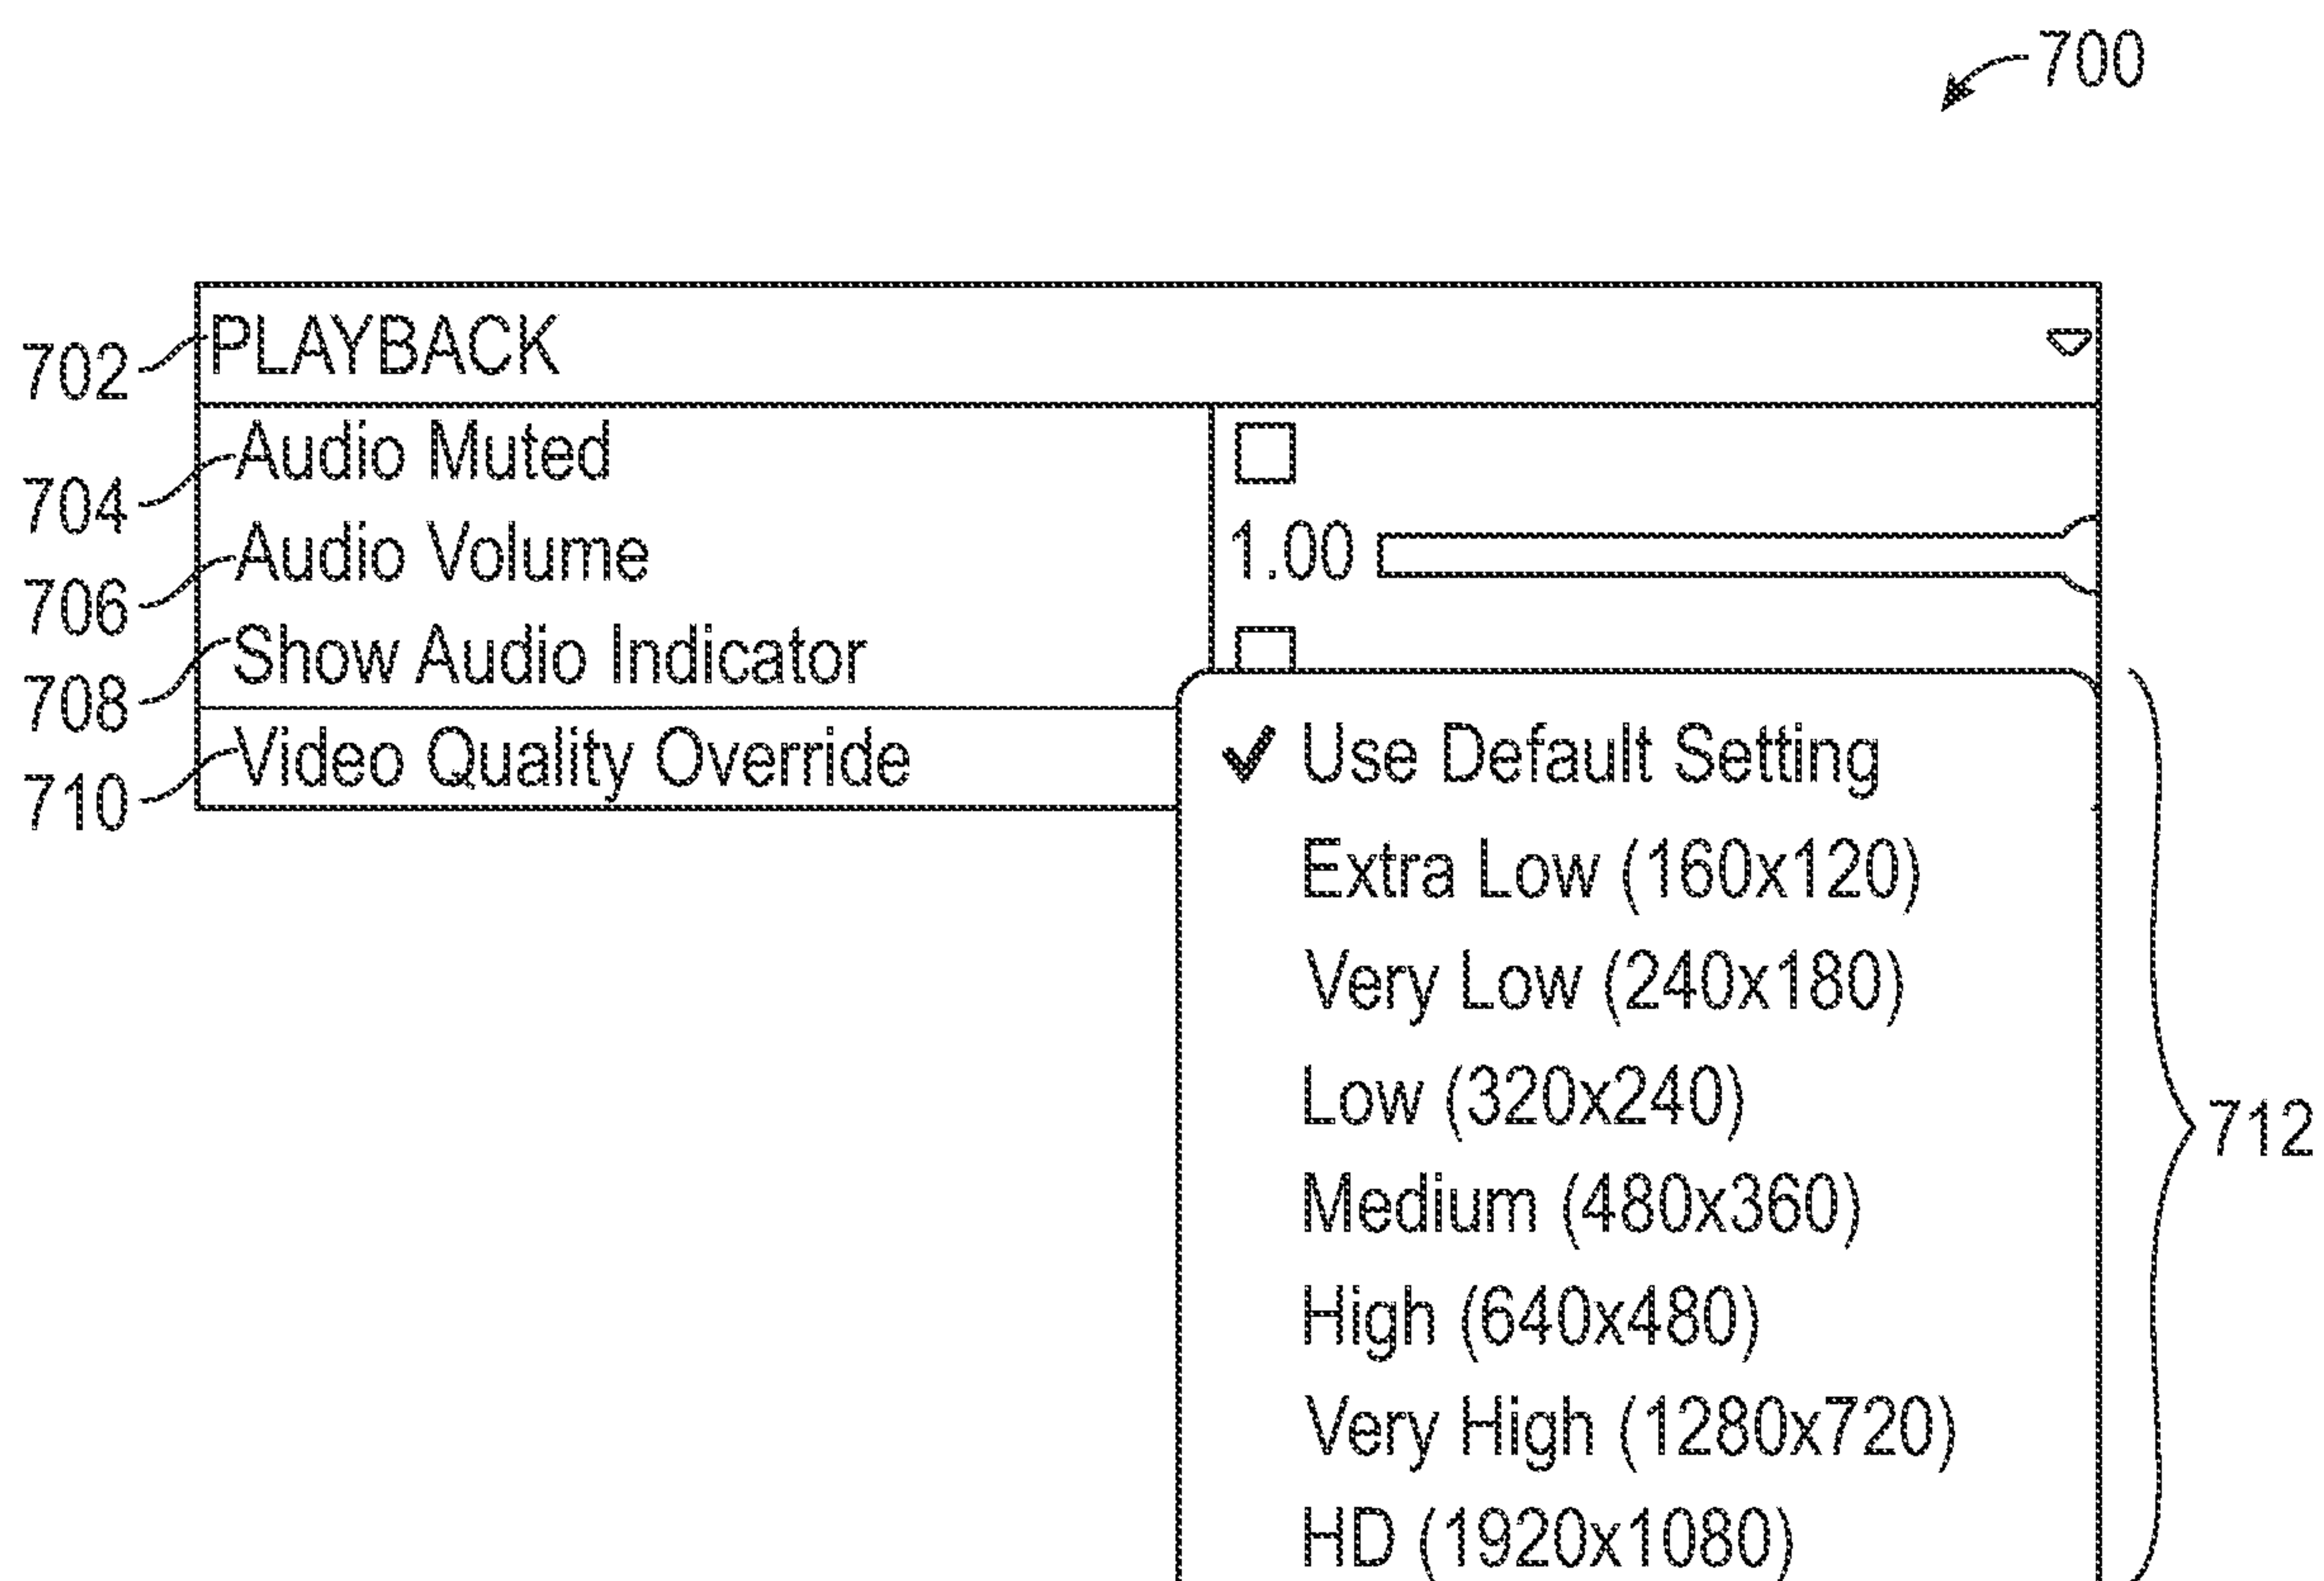 700
702 PLAYBACK
704 Audio Muted
706 Audio Volume 1.00
708 Show Audio Indicator
710 Video Quality Override
✓ Use Default Setting
Extra Low (160x120)
Very Low (240x180)
Low (320x240)
712
Medium (480x360)
High (640x480)
Very High (1280x720)
HD (1920x1080)